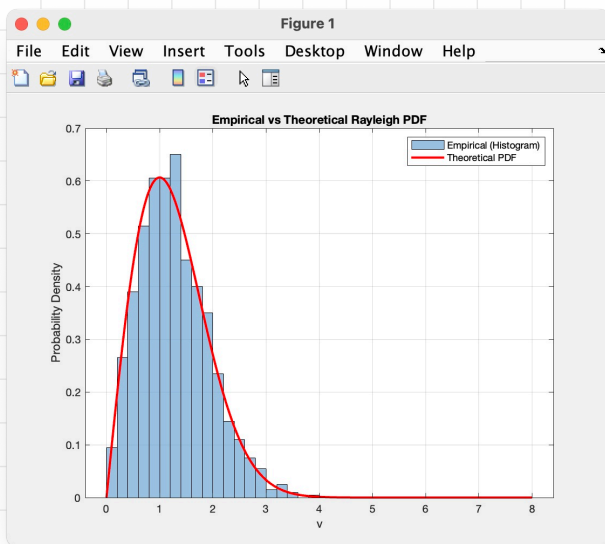 Figure 1
File Edit View Insert Tools Desktop Window Help
Empirical vs Theoretical Rayleigh PDF
Empirical (Histogram)
Theoretical PDF
0.7
0.6
0.5
0.4
0.3
0.2
0.1
0
Probability Density
0 1 2 3 4 5 6 7 8
v